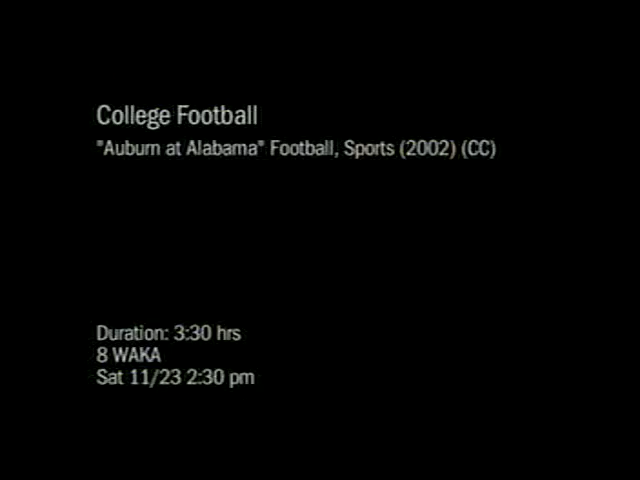 College Football
"Auburn at Alabama" Football, Sports (2002) (CC)
Duration: 3:30 hrs
8 WAKA
Sat 11/23 2:30 pm